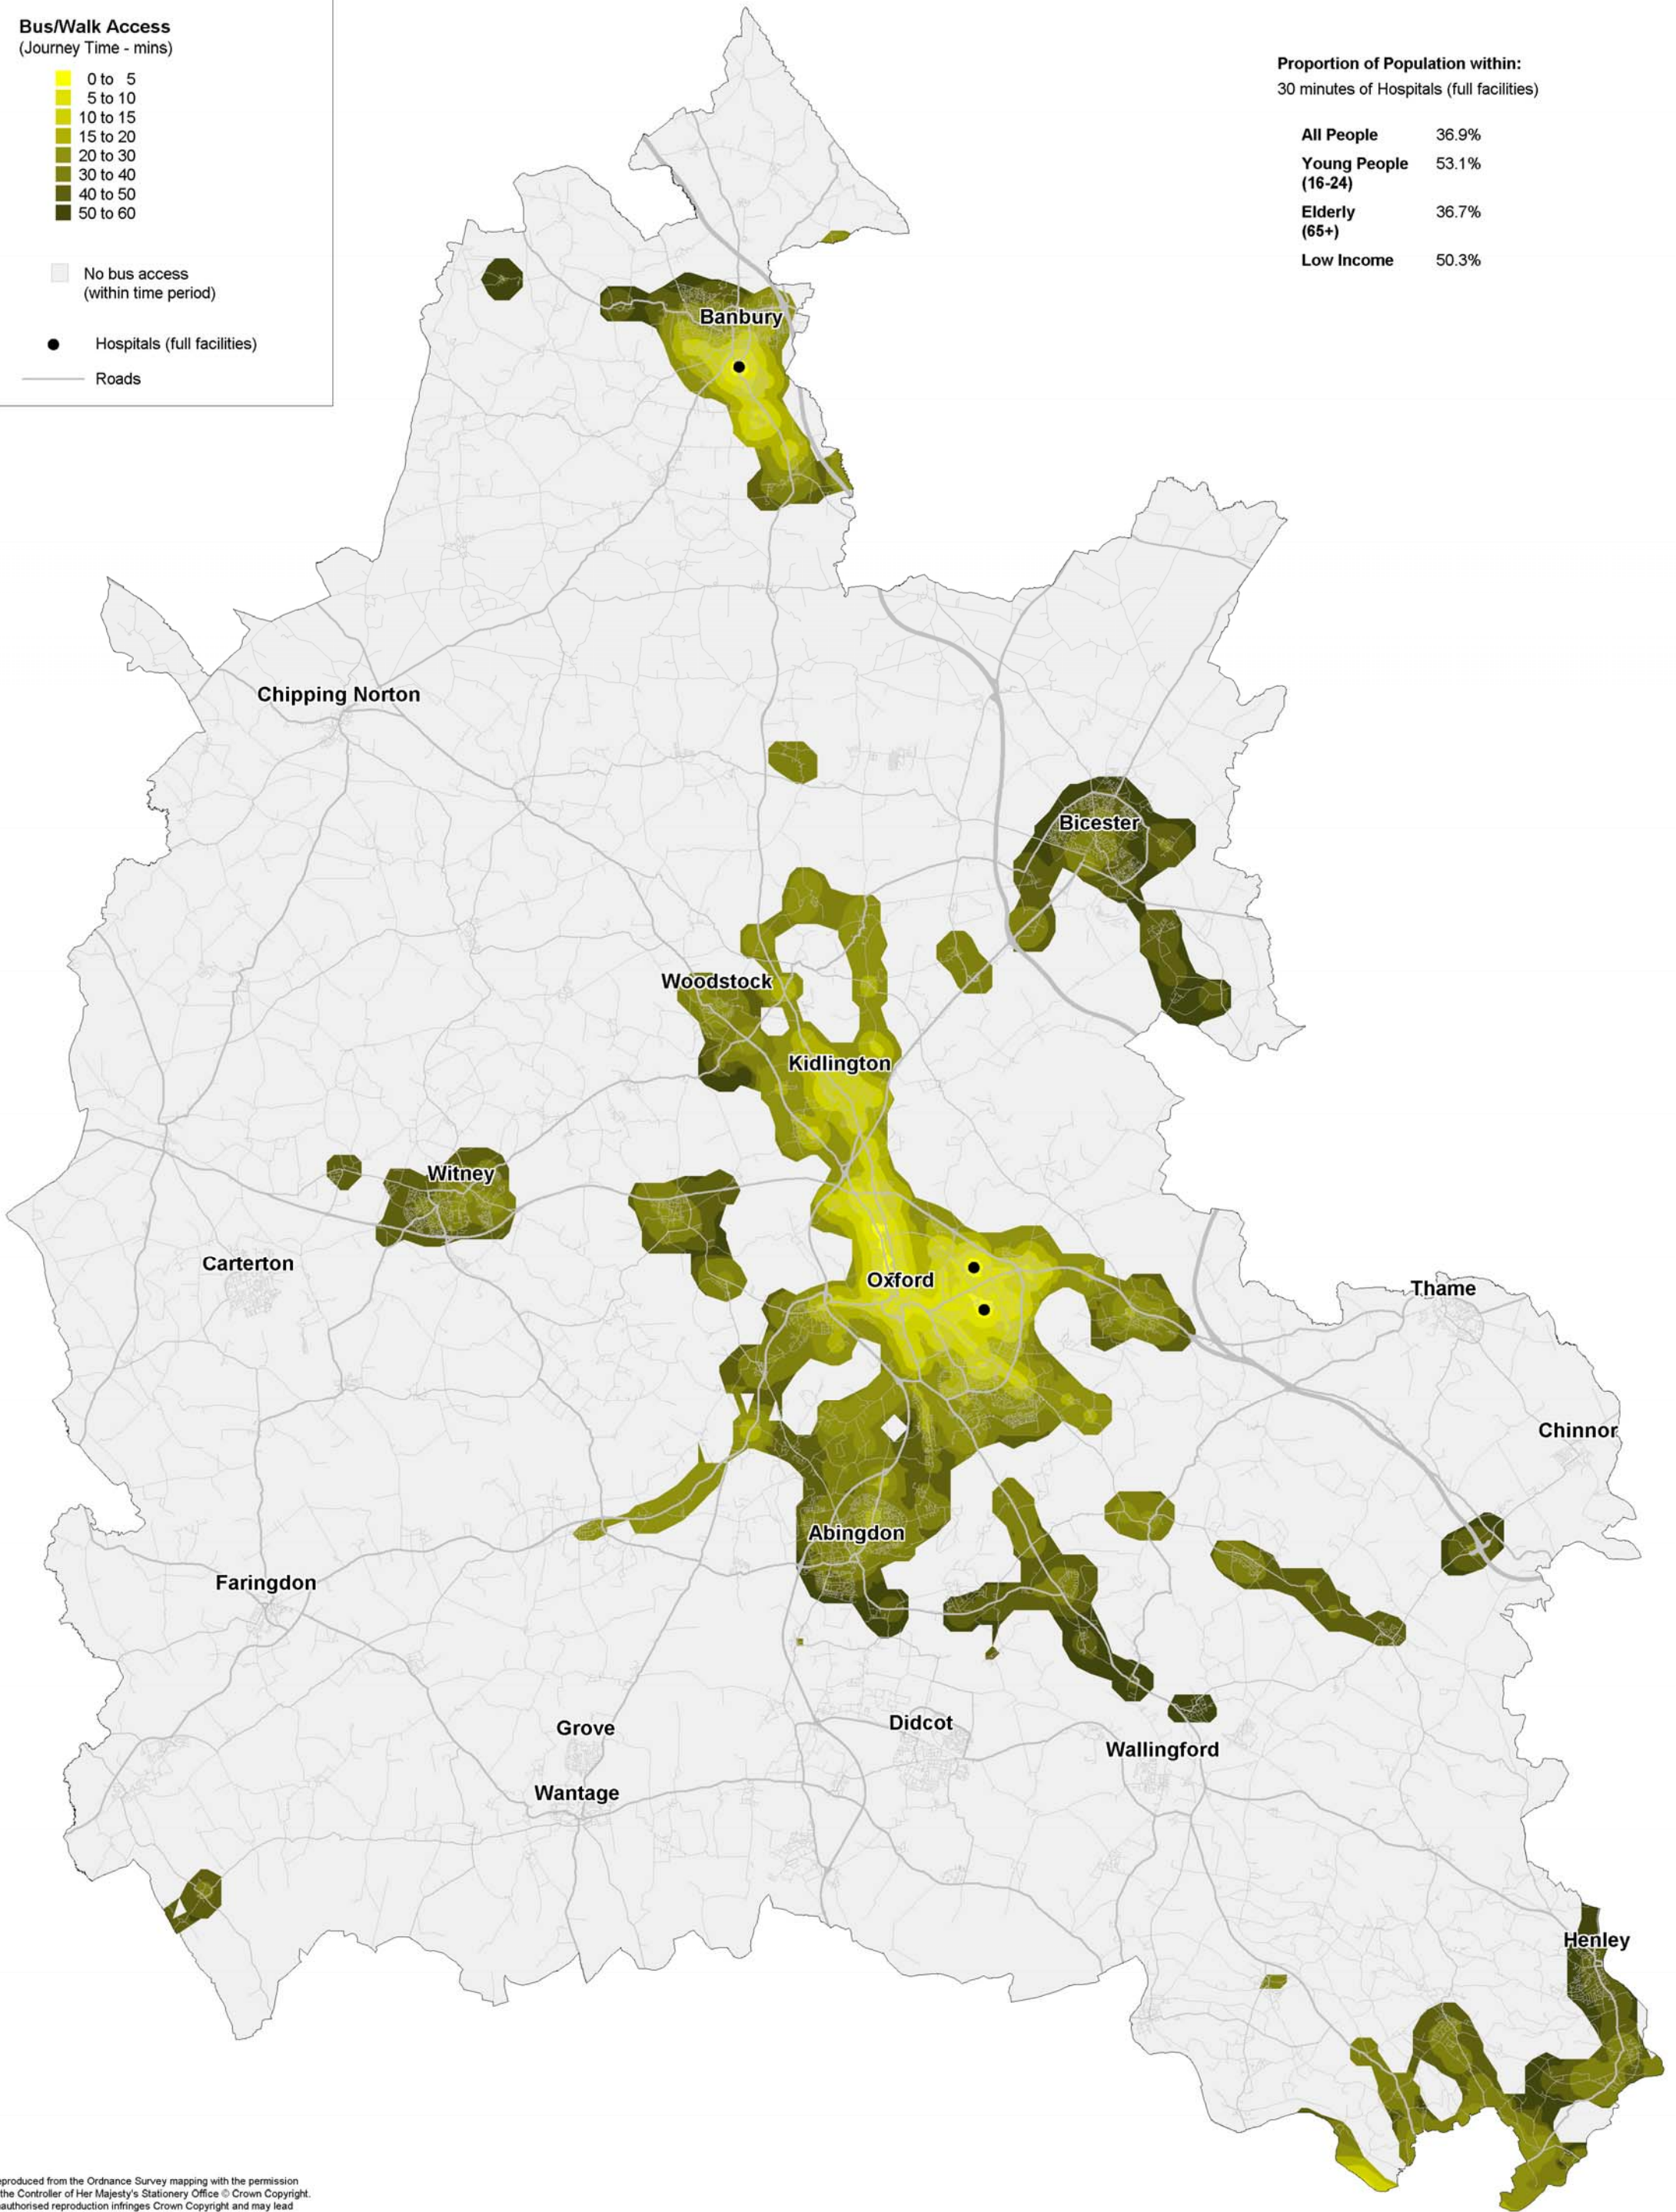 Bus/Walk Access
(Journey Time - mins)
0 to 5
5 to 10
10 to 15
15 to 20
20 to 30
30 to 40
40 to 50
50 to 60
No bus access
(within time period)
Hospitals (full facilities)
Roads
Proportion of Population within:
30 minutes of Hospitals (full facilities)
All People 36.9%
Young People 53.1%
(16-24)
Elderly 36.7%
(65+)
Low Income 50.3%
Banbury
Chipping Norton
Bicester
Woodstock
Kidlington
Witney
Carterton
Oxford
Thame
Chinnor
Abingdon
Faringdon
Grove
Didcot
Wallingford
Wantage
Henley
eproduced from the Ordnance Survey mapping with the permission
the Controller of Her Majesty's Stationery Office © Crown Copyright.
authorised reproduction infringes Crown Copyright and may lead